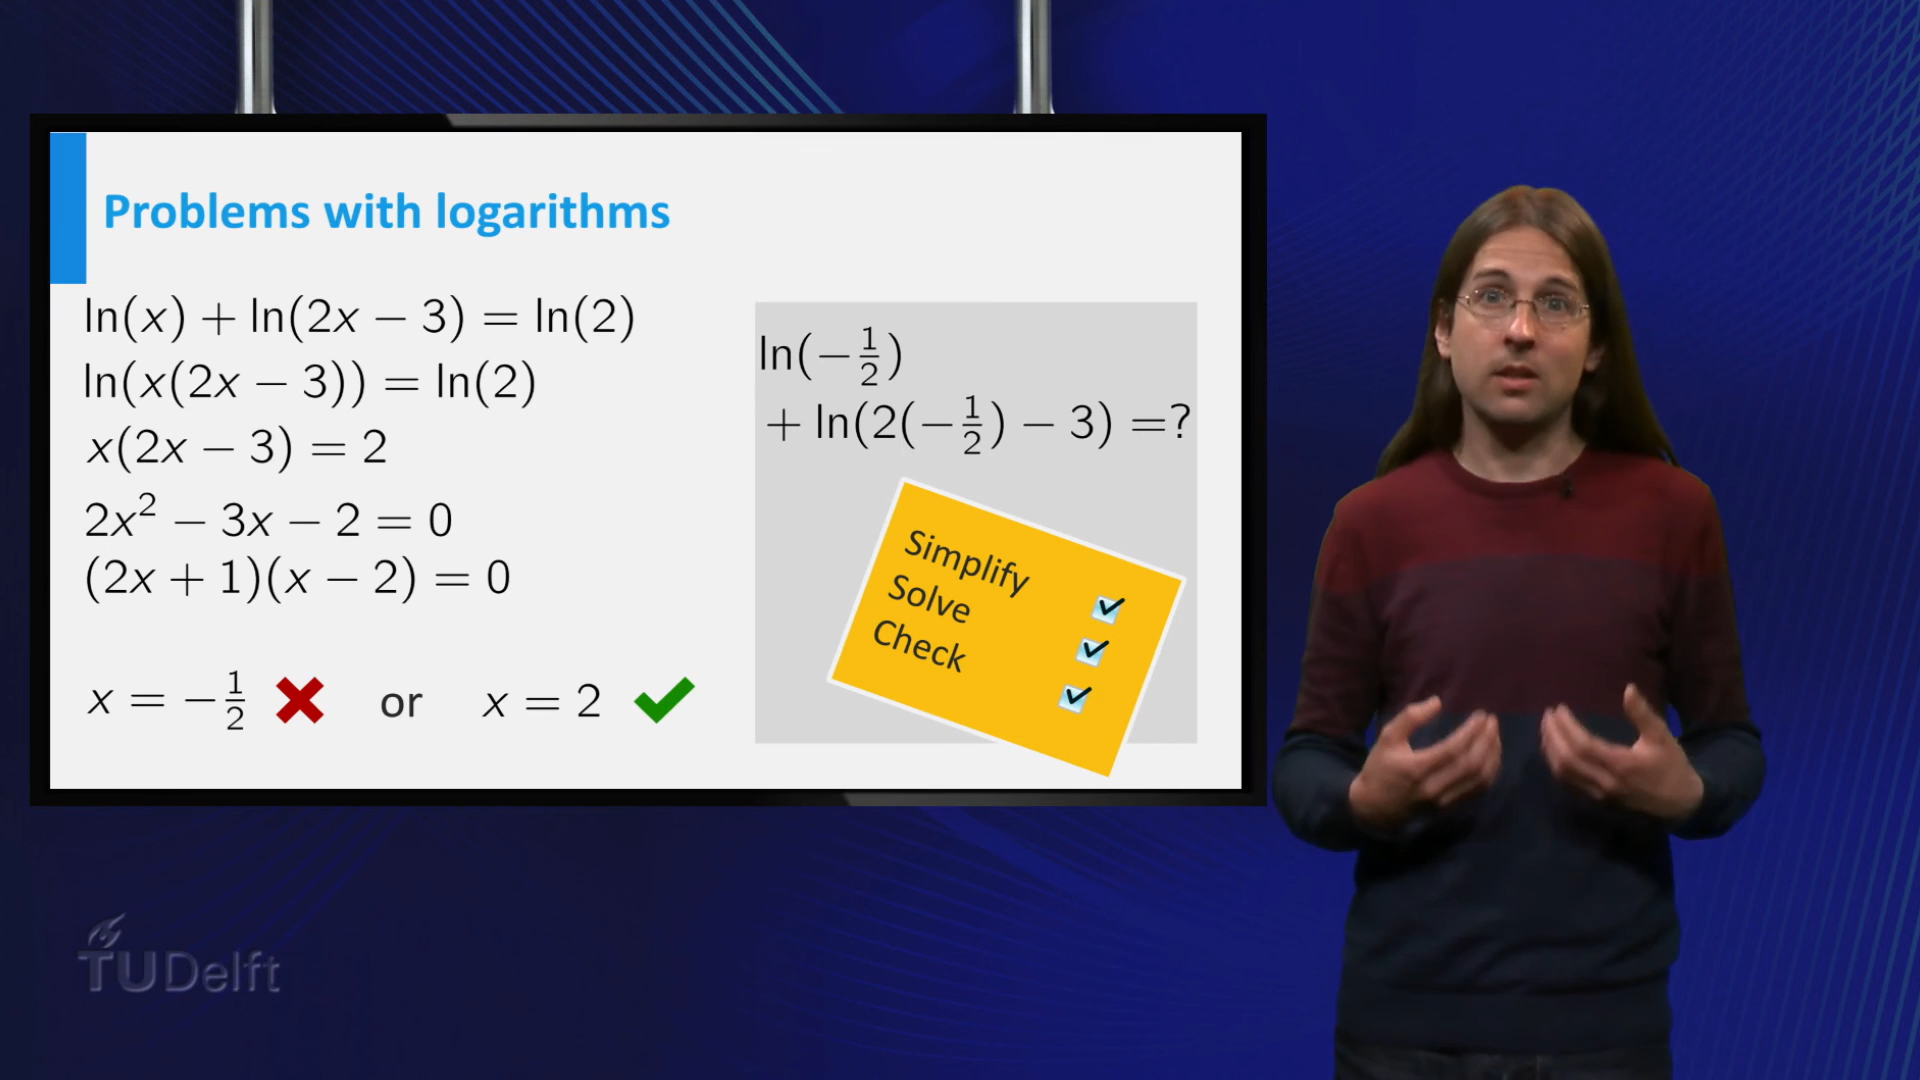 Problems with logarithms
ln(x) + ln(2x − 3) = ln(2)
ln(x(2x − 3)) = ln(2)
x(2x − 3) = 2
2x² − 3x − 2 = 0
(2x + 1)(x − 2) = 0
x = −1/2 ✗ or x = 2 ✓
ln(−1/2)
+ ln(2(−1/2) − 3) =?
Simplify ✓
Solve ✓
Check ✓
TUDelft